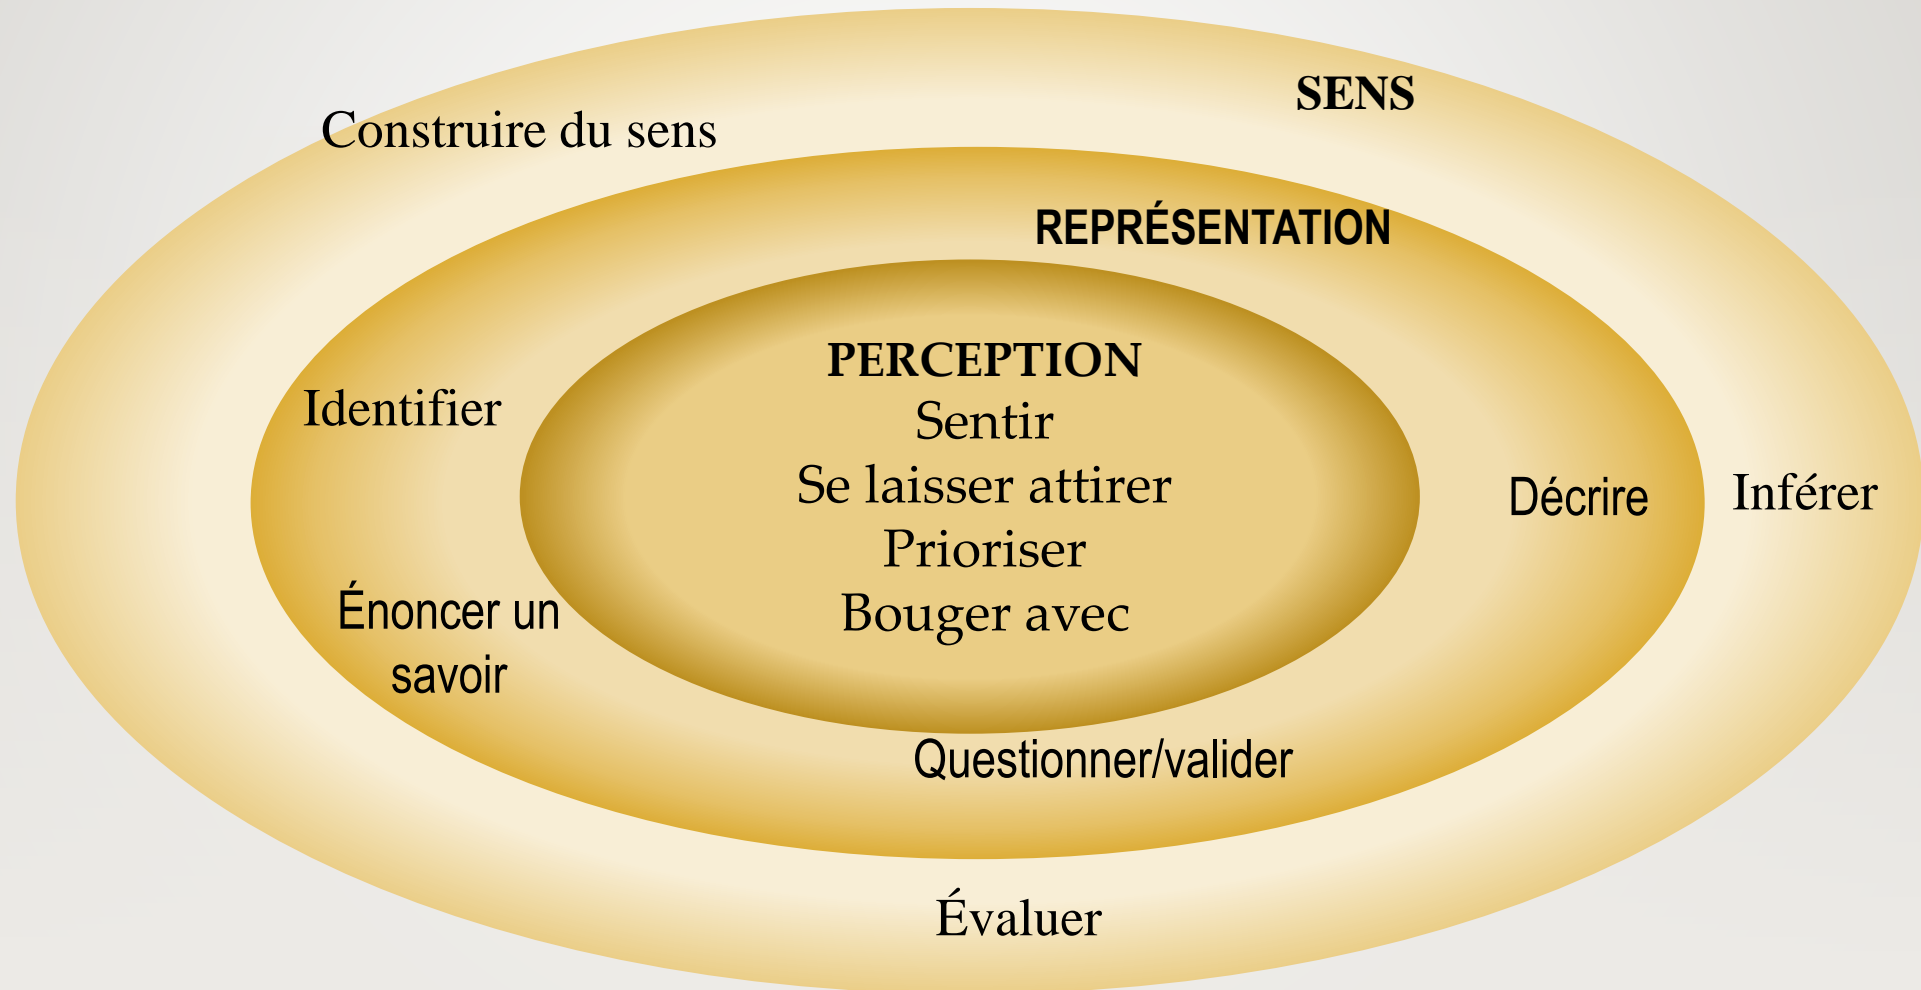 SENS
Construire du sens
REPRÉSENTATION
PERCEPTION
Sentir
Se laisser attirer
Prioriser
Bouger avec
Identifier
Décrire
Inférer
Énoncer un
savoir
Questionner/valider
Évaluer